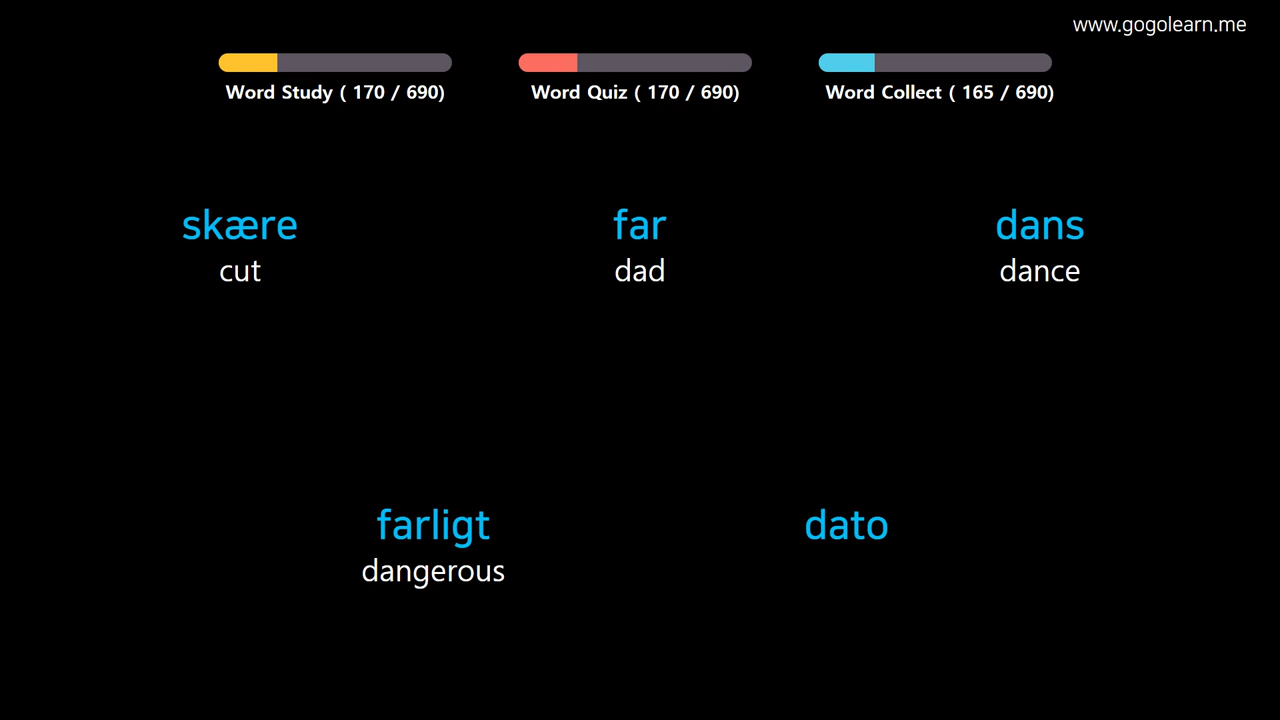 www.gogolearn.me
Word Study ( 170 / 690)
Word Quiz ( 170 / 690)
Word Collect ( 165 / 690)
skære
cut
far
dad
dans
dance
farligt
dangerous
dato